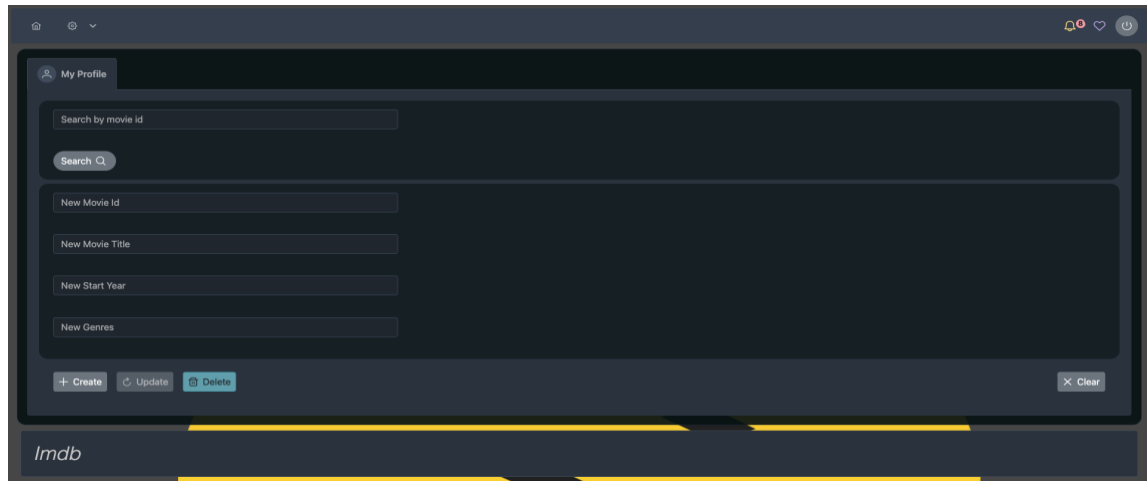 8
My Profile
Search by movie id
Search
New Movie Id
New Movie Title
New Start Year
New Genres
Create
Update
Delete
Clear
Imdb